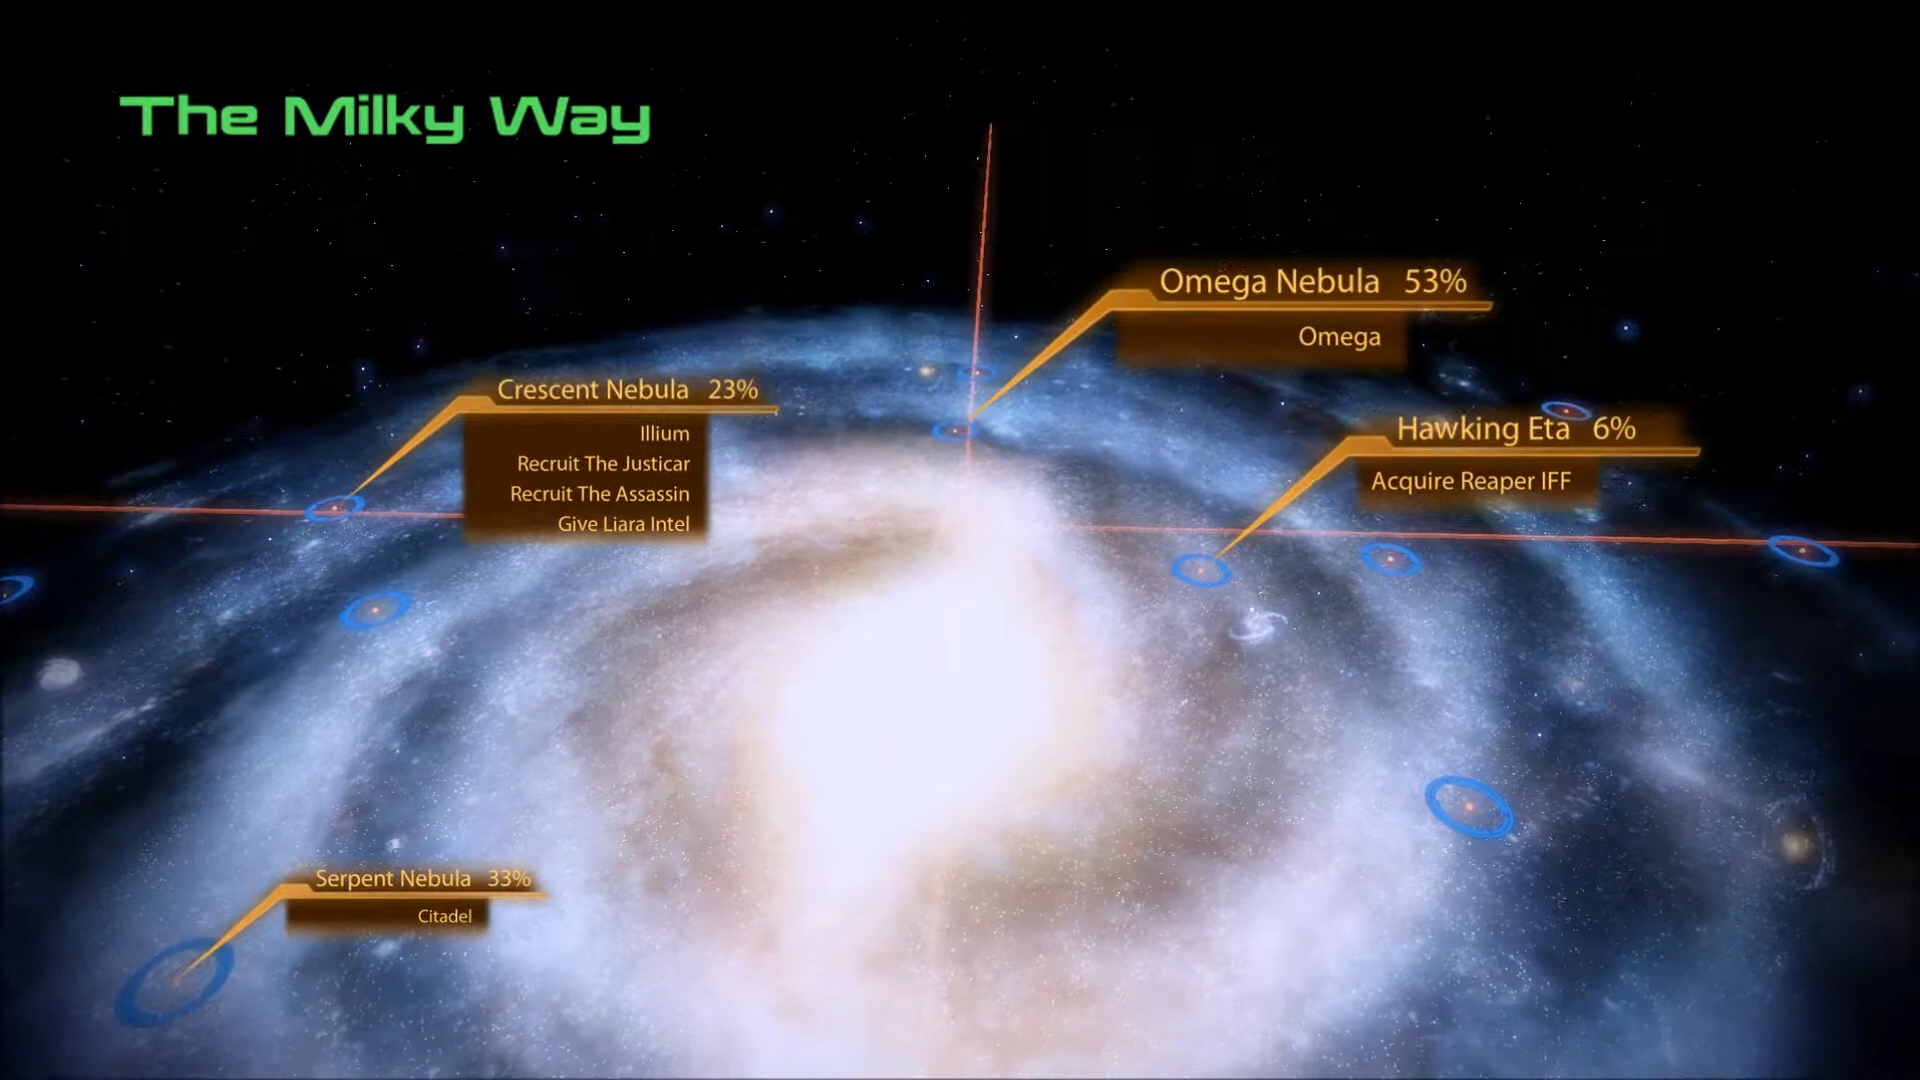 The Milky Way
Omega Nebula 53%
Omega
Crescent Nebula 23%
Illium
Recruit The Justicar
Recruit The Assassin
Give Liara Intel
Hawking Eta 6%
Acquire Reaper IFF
Serpent Nebula 33%
Citadel